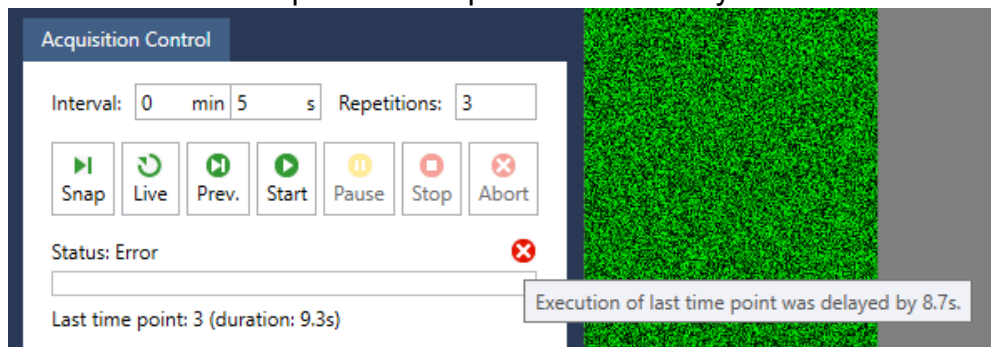 Acquisition Control
Interval: 0 min 5 s Repetitions: 3
Snap Live Prev. Start Pause Stop Abort
Status: Error
Execution of last time point was delayed by 8.7s.
Last time point: 3 (duration: 9.3s)